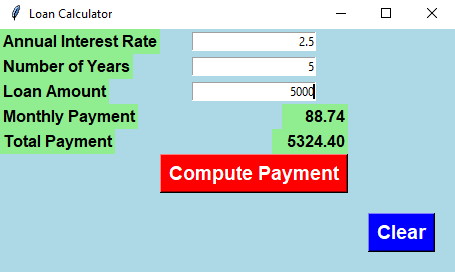 Loan Calculator
Annual Interest Rate 2.5
Number of Years 5
Loan Amount 5000
Monthly Payment 88.74
Total Payment 5324.40
Compute Payment
Clear